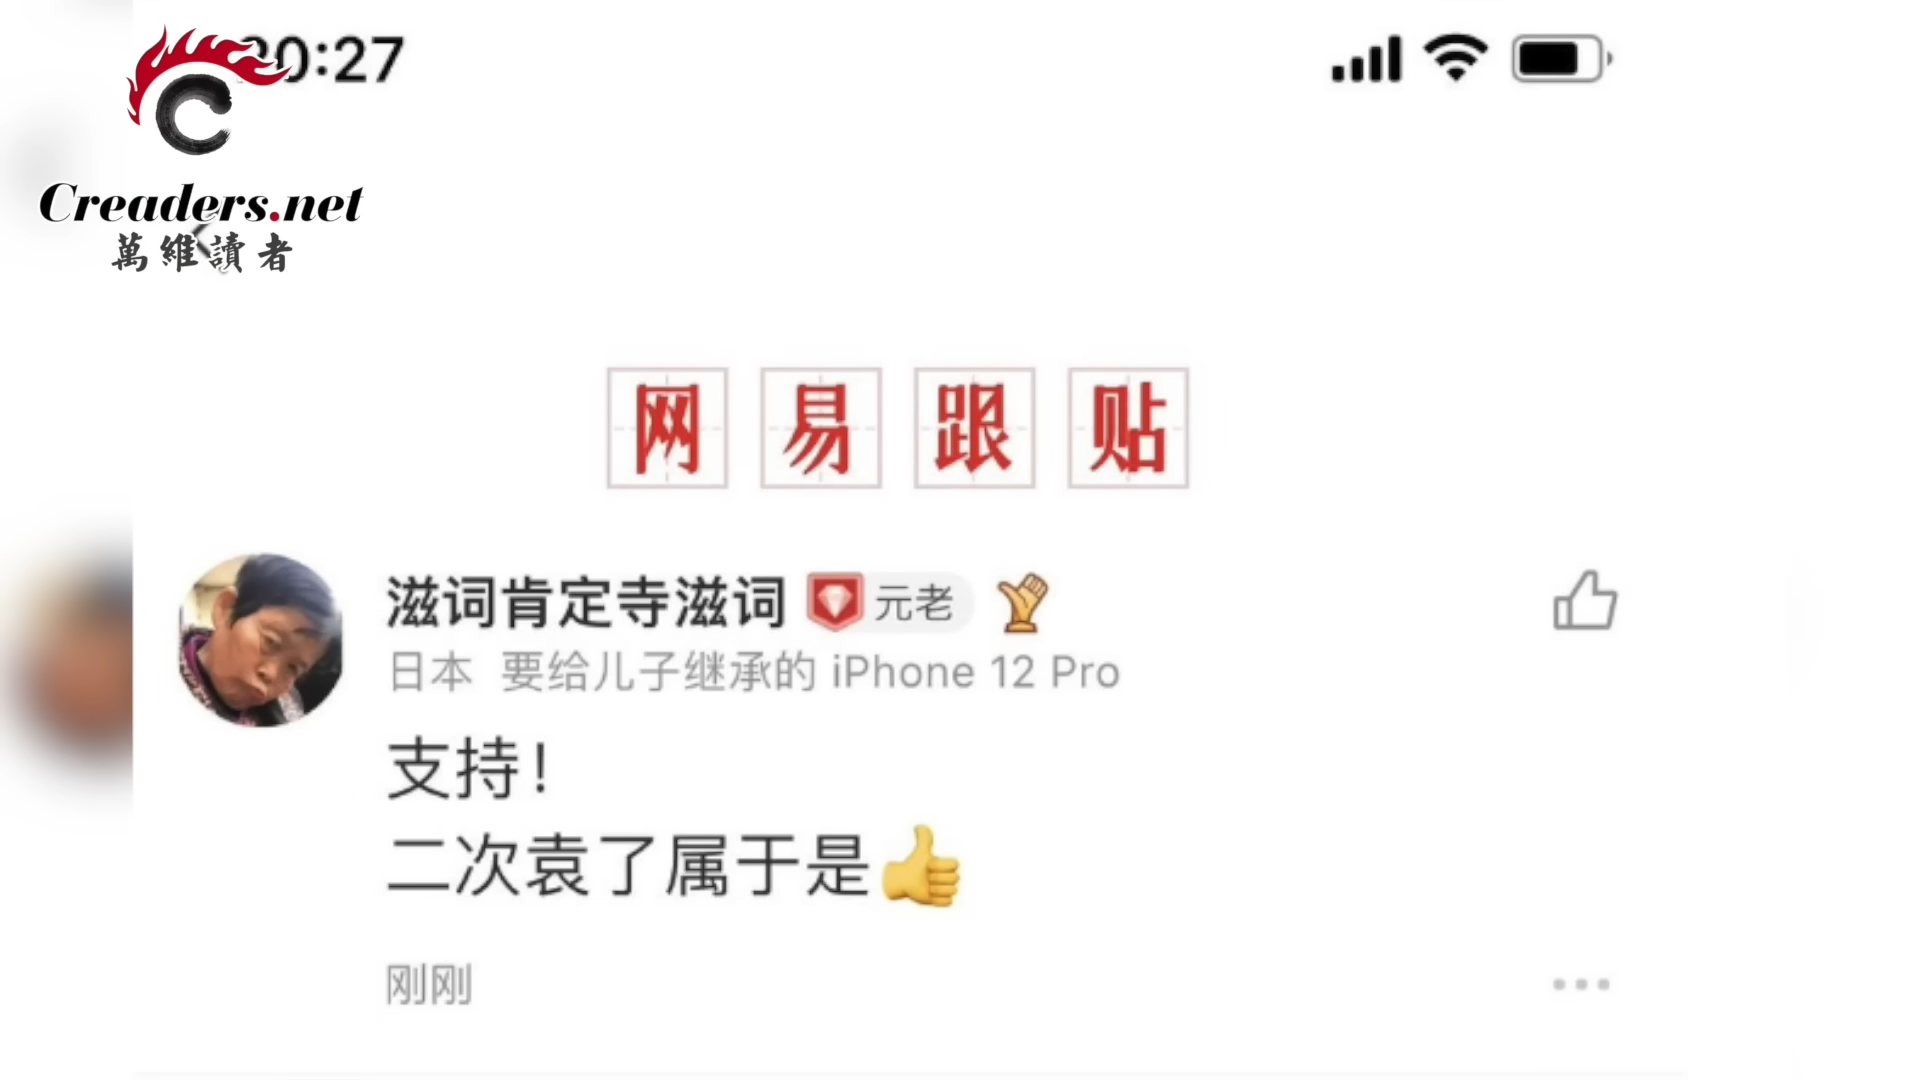 20:27
Creaders.net
萬維讀者
网易跟贴
滋词肯定寺滋词 元老
日本 要给儿子继承的 iPhone 12 Pro
支持！
二次袁了属于是👍
刚刚